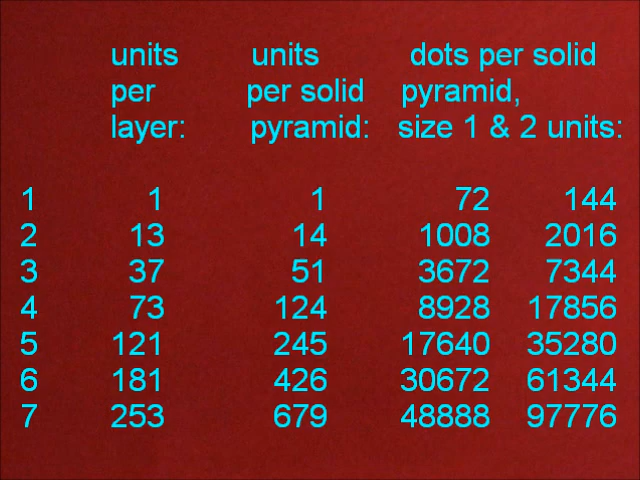 units units dots per solid
per per solid pyramid,
layer: pyramid: size 1 & 2 units:
1 1 1 72 144
2 13 14 1008 2016
3 37 51 3672 7344
4 73 124 8928 17856
5 121 245 17640 35280
6 181 426 30672 61344
7 253 679 48888 97776